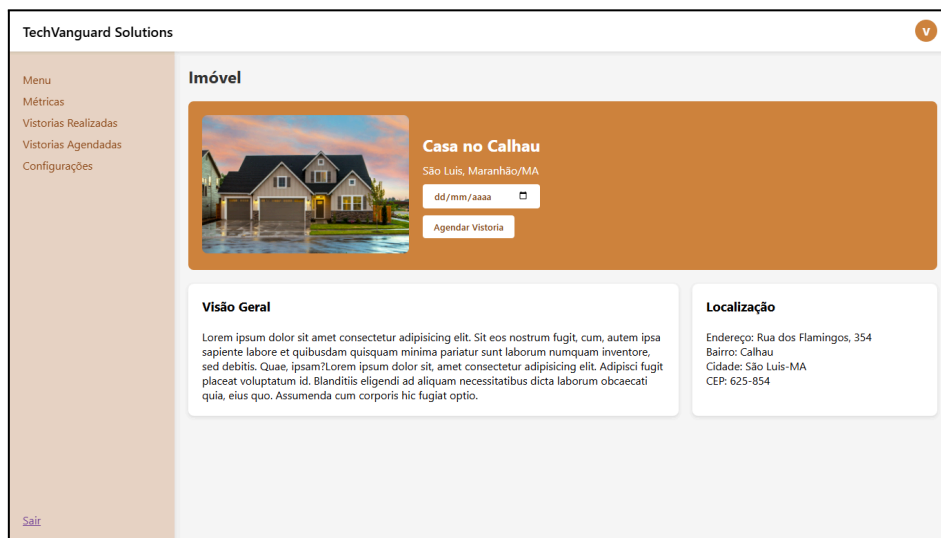 TechVanguard Solutions
V
Menu
Métricas
Vistorias Realizadas
Vistorias Agendadas
Configurações
Sair
Imóvel
Casa no Calhau
São Luis, Maranhão/MA
dd/mm/aaaa
Agendar Vistoria
Visão Geral
Lorem ipsum dolor sit amet consectetur adipisicing elit. Sit eos nostrum fugit, cum, autem ipsa
sapiente labore et quibusdam quisquam minima pariatur sunt laborum numquam inventore,
sed debitis. Quae, ipsam?Lorem ipsum dolor sit, amet consectetur adipisicing elit. Adipisci fugit
placeat voluptatum id. Blanditiis eligendi ad aliquam necessitatibus dicta laborum obcaecati
quia, eius quo. Assumenda cum corporis hic fugiat optio.
Localização
Endereço: Rua dos Flamingos, 354
Bairro: Calhau
Cidade: São Luis-MA
CEP: 625-854